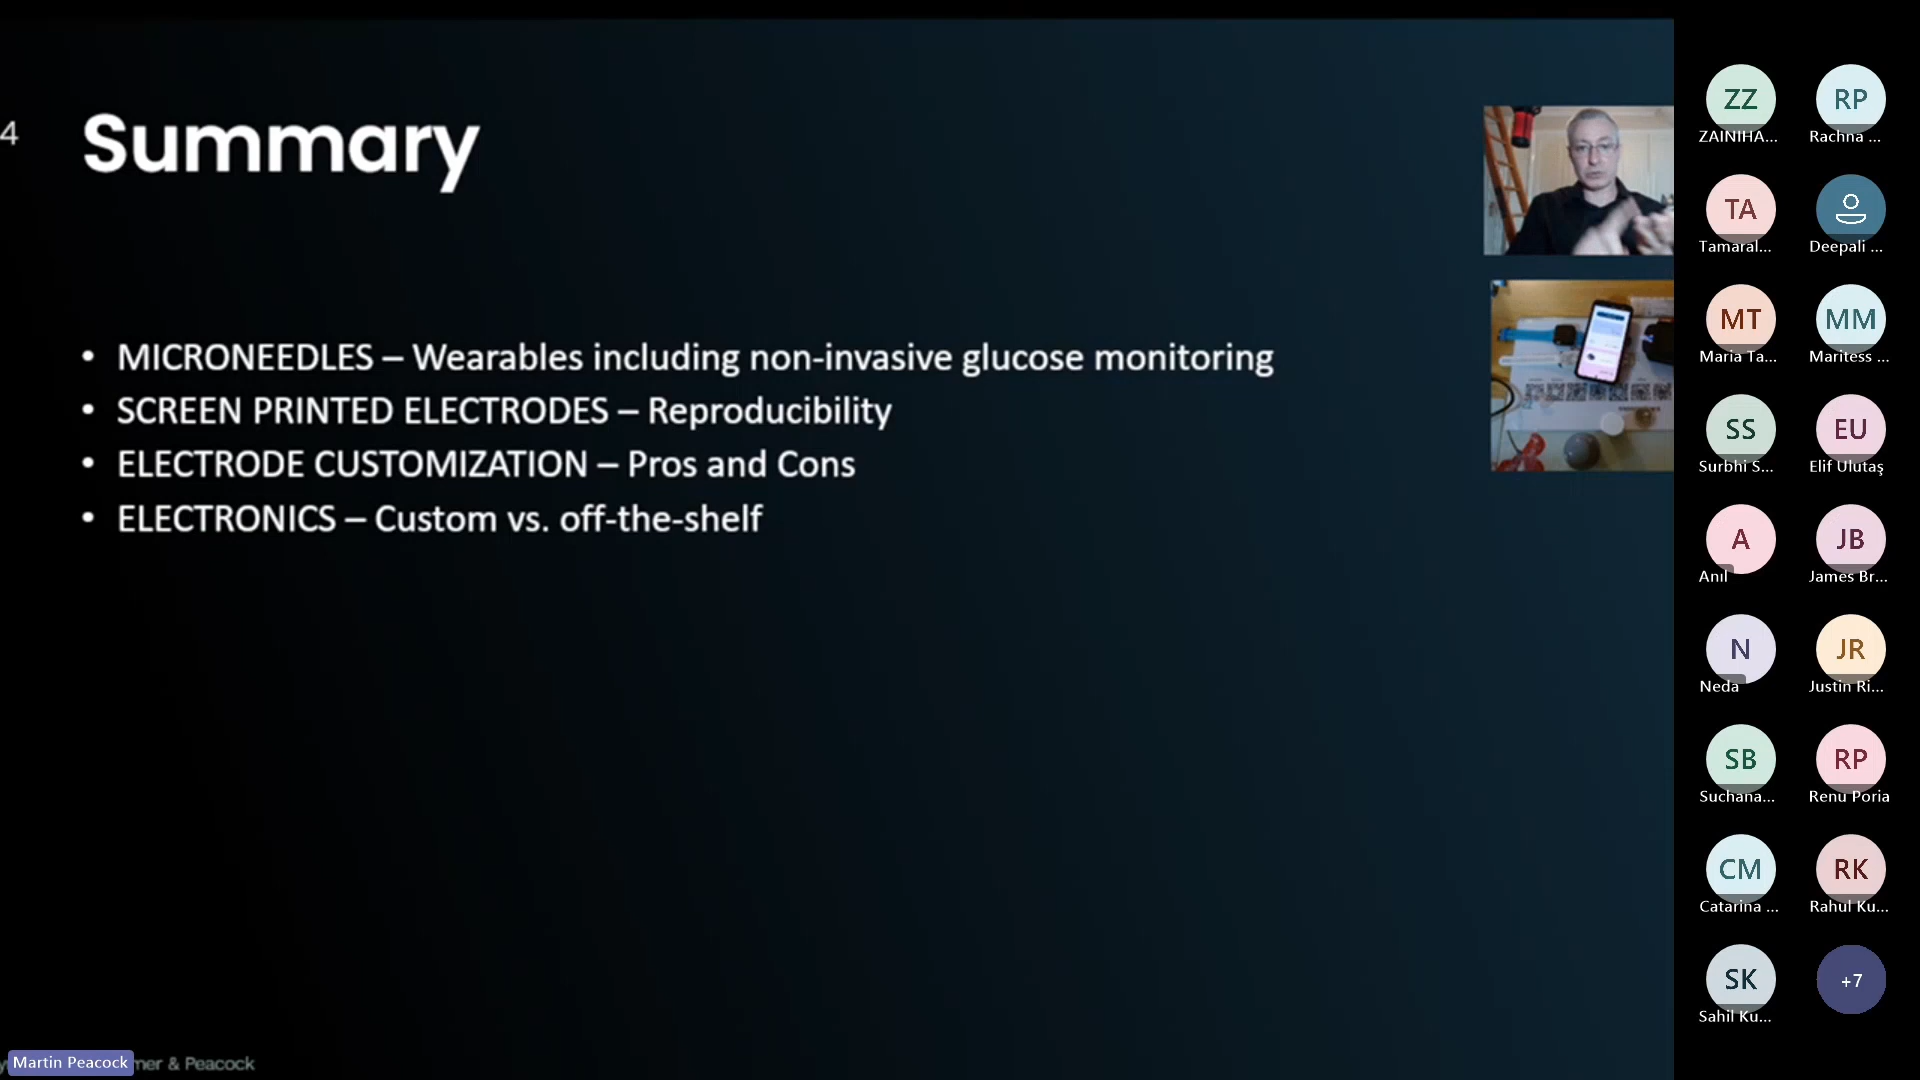 4
Summary
• MICRONEEDLES – Wearables including non-invasive glucose monitoring
• SCREEN PRINTED ELECTRODES – Reproducibility
• ELECTRODE CUSTOMIZATION – Pros and Cons
• ELECTRONICS – Custom vs. off-the-shelf
Martin Peacock
mer & Peacock
ZZ
ZAINIHA...
RP
Rachna ...
TA
Tamaral...
Deepali ...
MT
Maria Ta...
MM
Maritess ...
SS
Surbhi S...
EU
Elif Ulutaş
A
Anıl
JB
James Br...
N
Neda
JR
Justin Ri...
SB
Suchana...
RP
Renu Poria
CM
Catarina ...
RK
Rahul Ku...
SK
Sahil Ku...
+7